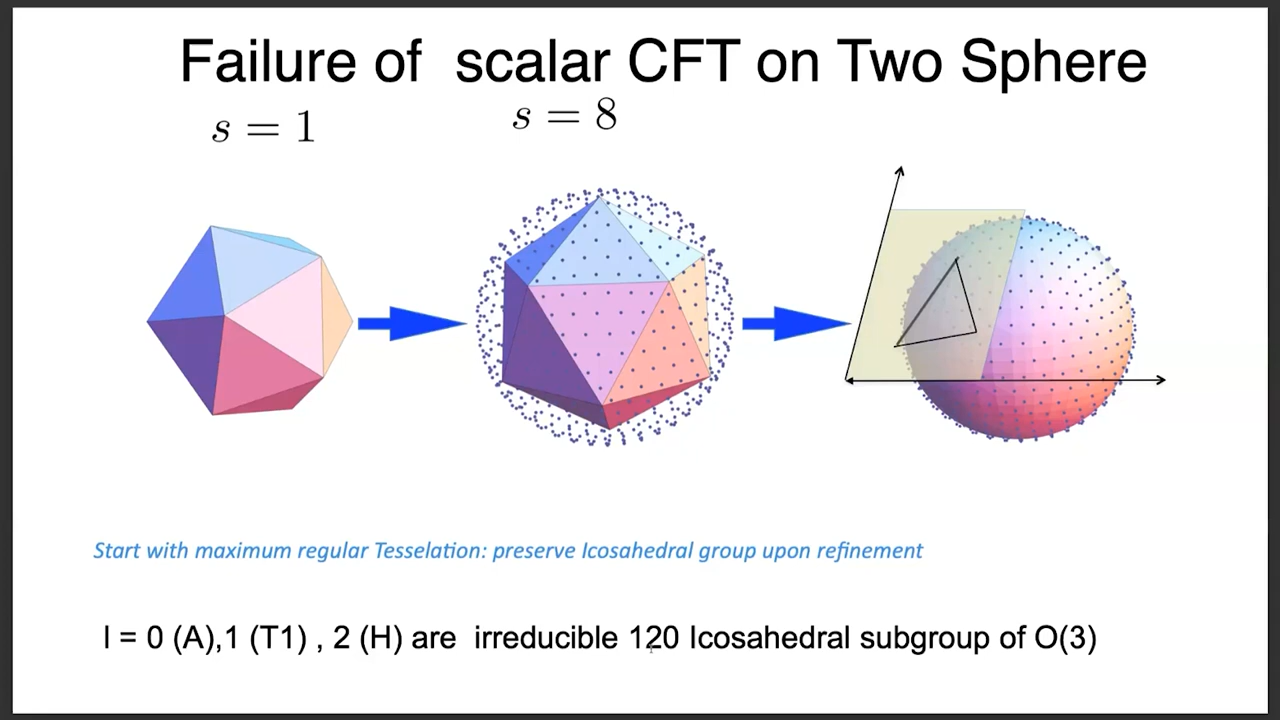 Failure of scalar CFT on Two Sphere
s = 1
s = 8
Start with maximum regular Tesselation: preserve Icosahedral group upon refinement
l = 0 (A),1 (T1) , 2 (H) are irreducible 120 Icosahedral subgroup of O(3)